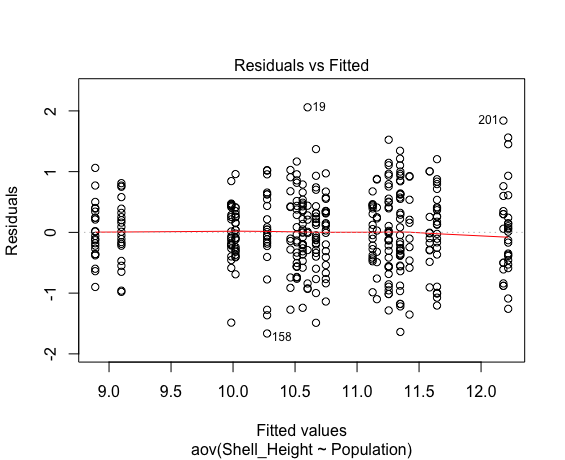 Residuals vs Fitted
2
1
0
-1
-2
Residuals
19
201
158
9.0 9.5 10.0 10.5 11.0 11.5 12.0
Fitted values
aov(Shell_Height ~ Population)